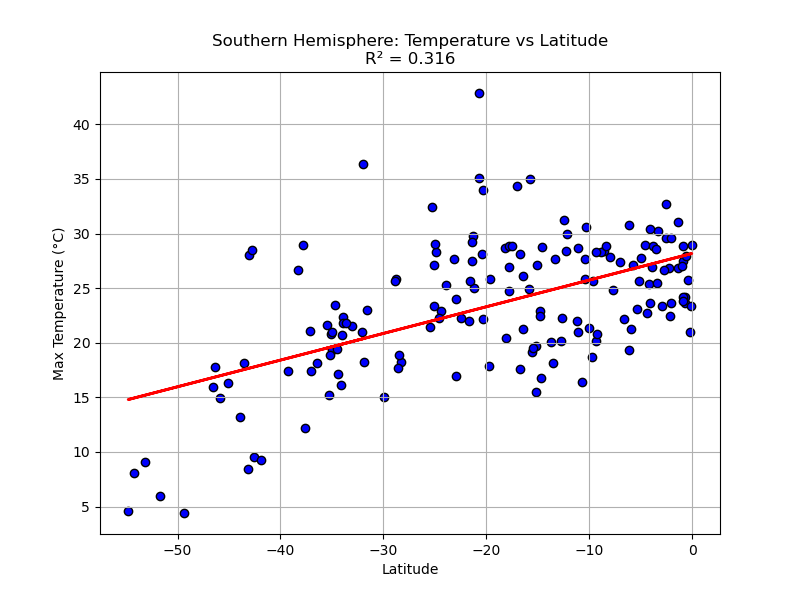 Southern Hemisphere: Temperature vs Latitude
R² = 0.316
40
35
30
25
20
15
10
5
Max Temperature (°C)
−50 −40 −30 −20 −10 0
Latitude